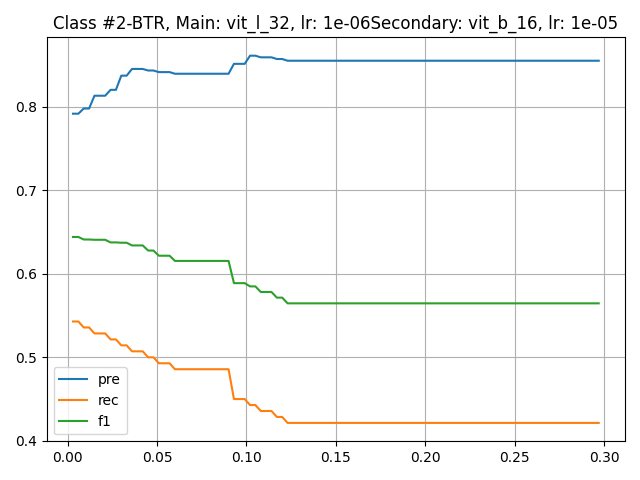 Class #2-BTR, Main: vit_l_32, lr: 1e-06Secondary: vit_b_16, lr: 1e-05
0.8
0.7
0.6
0.5
0.4
pre
rec
f1
0.00 0.05 0.10 0.15 0.20 0.25 0.30